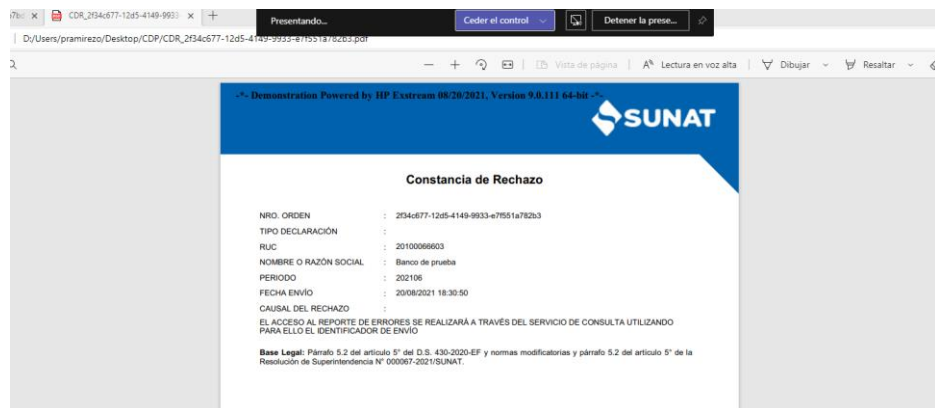 CDR_2f34c677-12d5-4149-9933
Presentando...
Ceder el control
Detener la prese...
D:/Users/pramirezo/Desktop/CDP/CDR_2f34c677-12d5-4149-9933-e7f551a782b3.pdf
Vista de página
Lectura en voz alta
Dibujar
Resaltar
-*- Demonstration Powered by HP Exstream 08/20/2021, Version 9.0.111 64-bit -*-
SUNAT
Constancia de Rechazo
NRO. ORDEN : 2f34c677-12d5-4149-9933-e7f551a782b3
TIPO DECLARACIÓN :
RUC : 20100066603
NOMBRE O RAZÓN SOCIAL : Banco de prueba
PERIODO : 202106
FECHA ENVÍO : 20/08/2021 18:30:50
CAUSAL DEL RECHAZO :
EL ACCESO AL REPORTE DE ERRORES SE REALIZARÁ A TRAVÉS DEL SERVICIO DE CONSULTA UTILIZANDO
PARA ELLO EL IDENTIFICADOR DE ENVÍO
Base Legal: Párrafo 5.2 del artículo 5° del D.S. 430-2020-EF y normas modificatorias y párrafo 5.2 del artículo 5° de la
Resolución de Superintendencia N° 000067-2021/SUNAT.